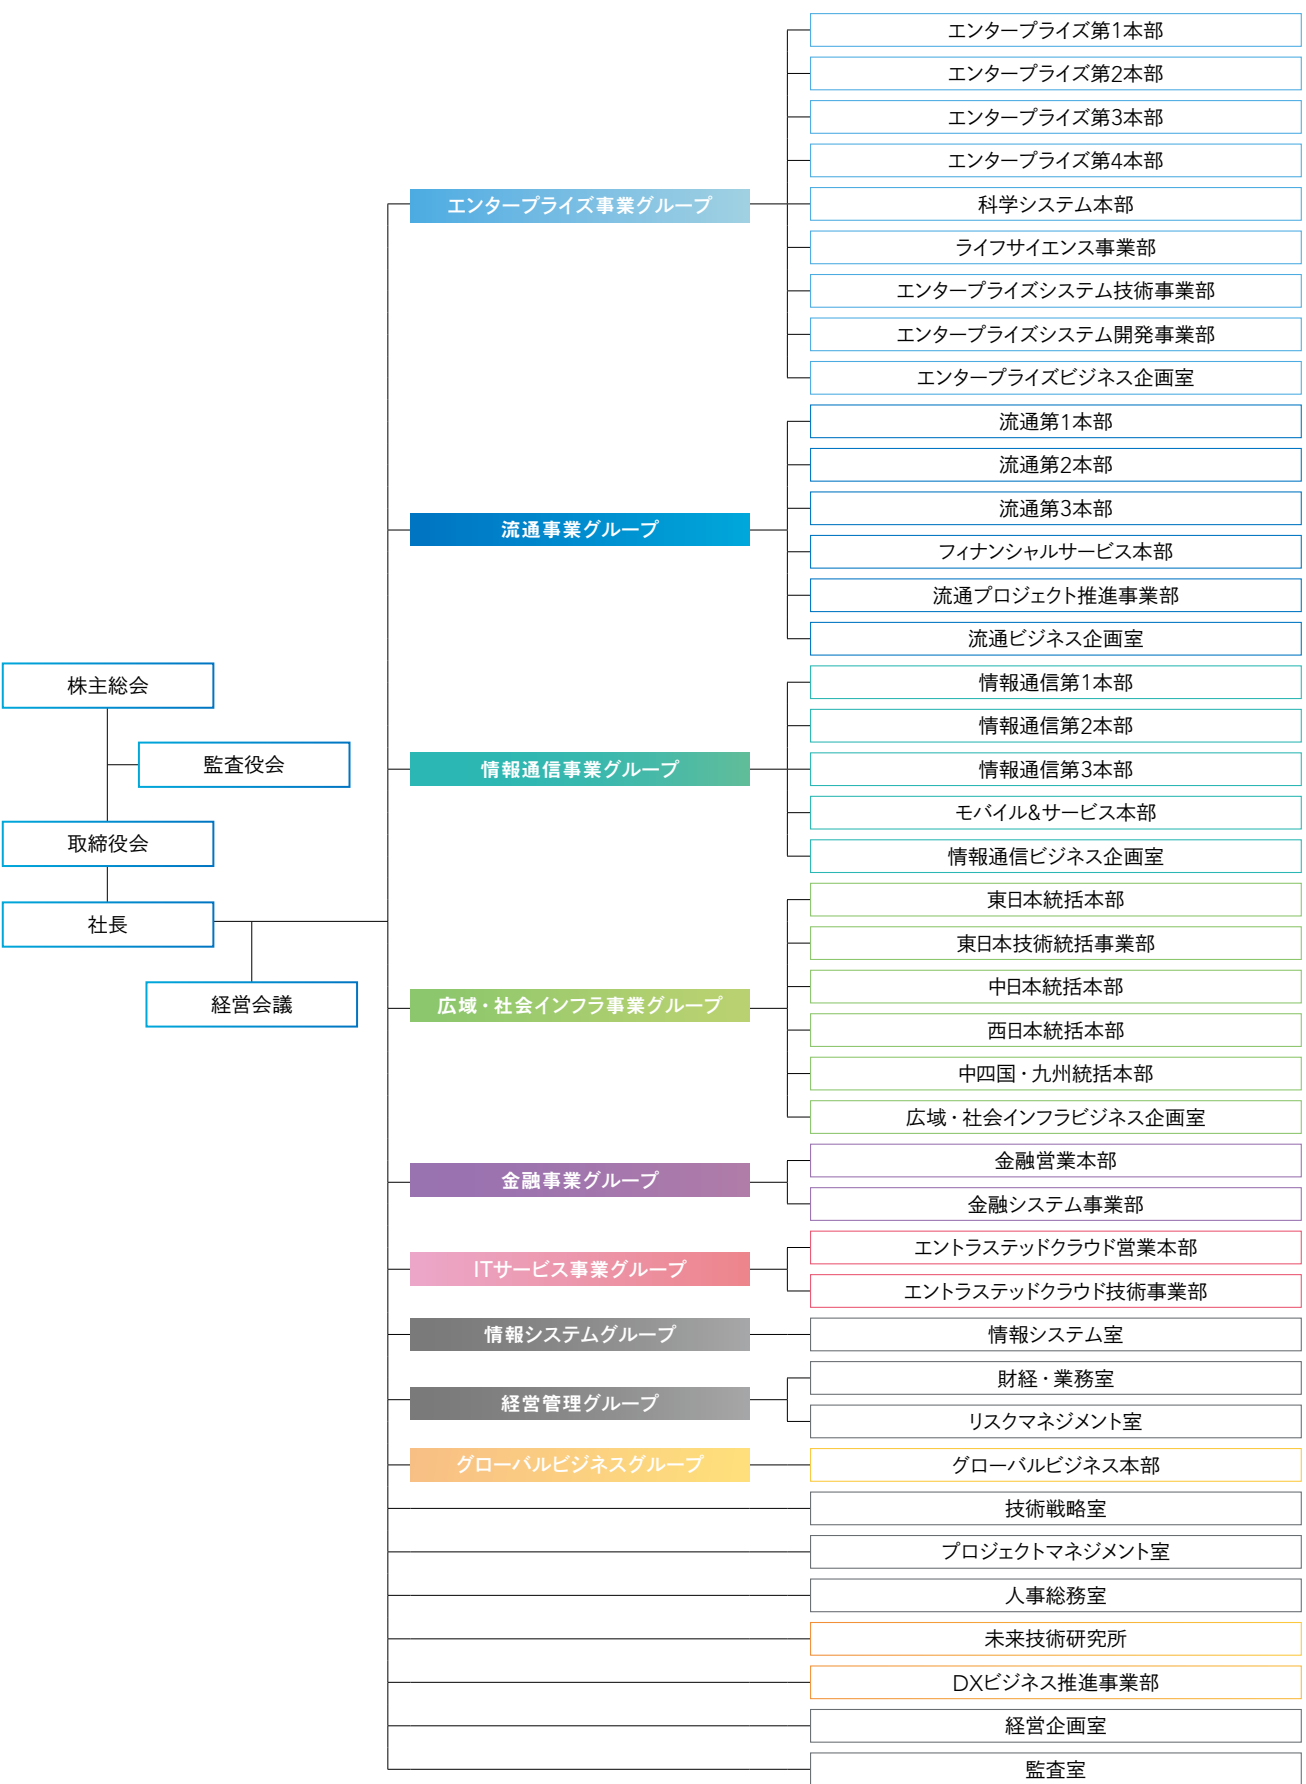 株主総会
監査役会
取締役会
社長
経営会議
エンタープライズ事業グループ
エンタープライズ第1本部
エンタープライズ第2本部
エンタープライズ第3本部
エンタープライズ第4本部
科学システム本部
ライフサイエンス事業部
エンタープライズシステム技術事業部
エンタープライズシステム開発事業部
エンタープライズビジネス企画室
流通事業グループ
流通第1本部
流通第2本部
流通第3本部
フィナンシャルサービス本部
流通プロジェクト推進事業部
流通ビジネス企画室
情報通信事業グループ
情報通信第1本部
情報通信第2本部
情報通信第3本部
モバイル&サービス本部
情報通信ビジネス企画室
広域・社会インフラ事業グループ
東日本統括本部
東日本技術統括事業部
中日本統括本部
西日本統括本部
中四国・九州統括本部
広域・社会インフラビジネス企画室
金融事業グループ
金融営業本部
金融システム事業部
ITサービス事業グループ
エントラステッドクラウド営業本部
エントラステッドクラウド技術事業部
情報システムグループ
情報システム室
経営管理グループ
財経・業務室
リスクマネジメント室
グローバルビジネスグループ
グローバルビジネス本部
技術戦略室
プロジェクトマネジメント室
人事総務室
未来技術研究所
DXビジネス推進事業部
経営企画室
監査室